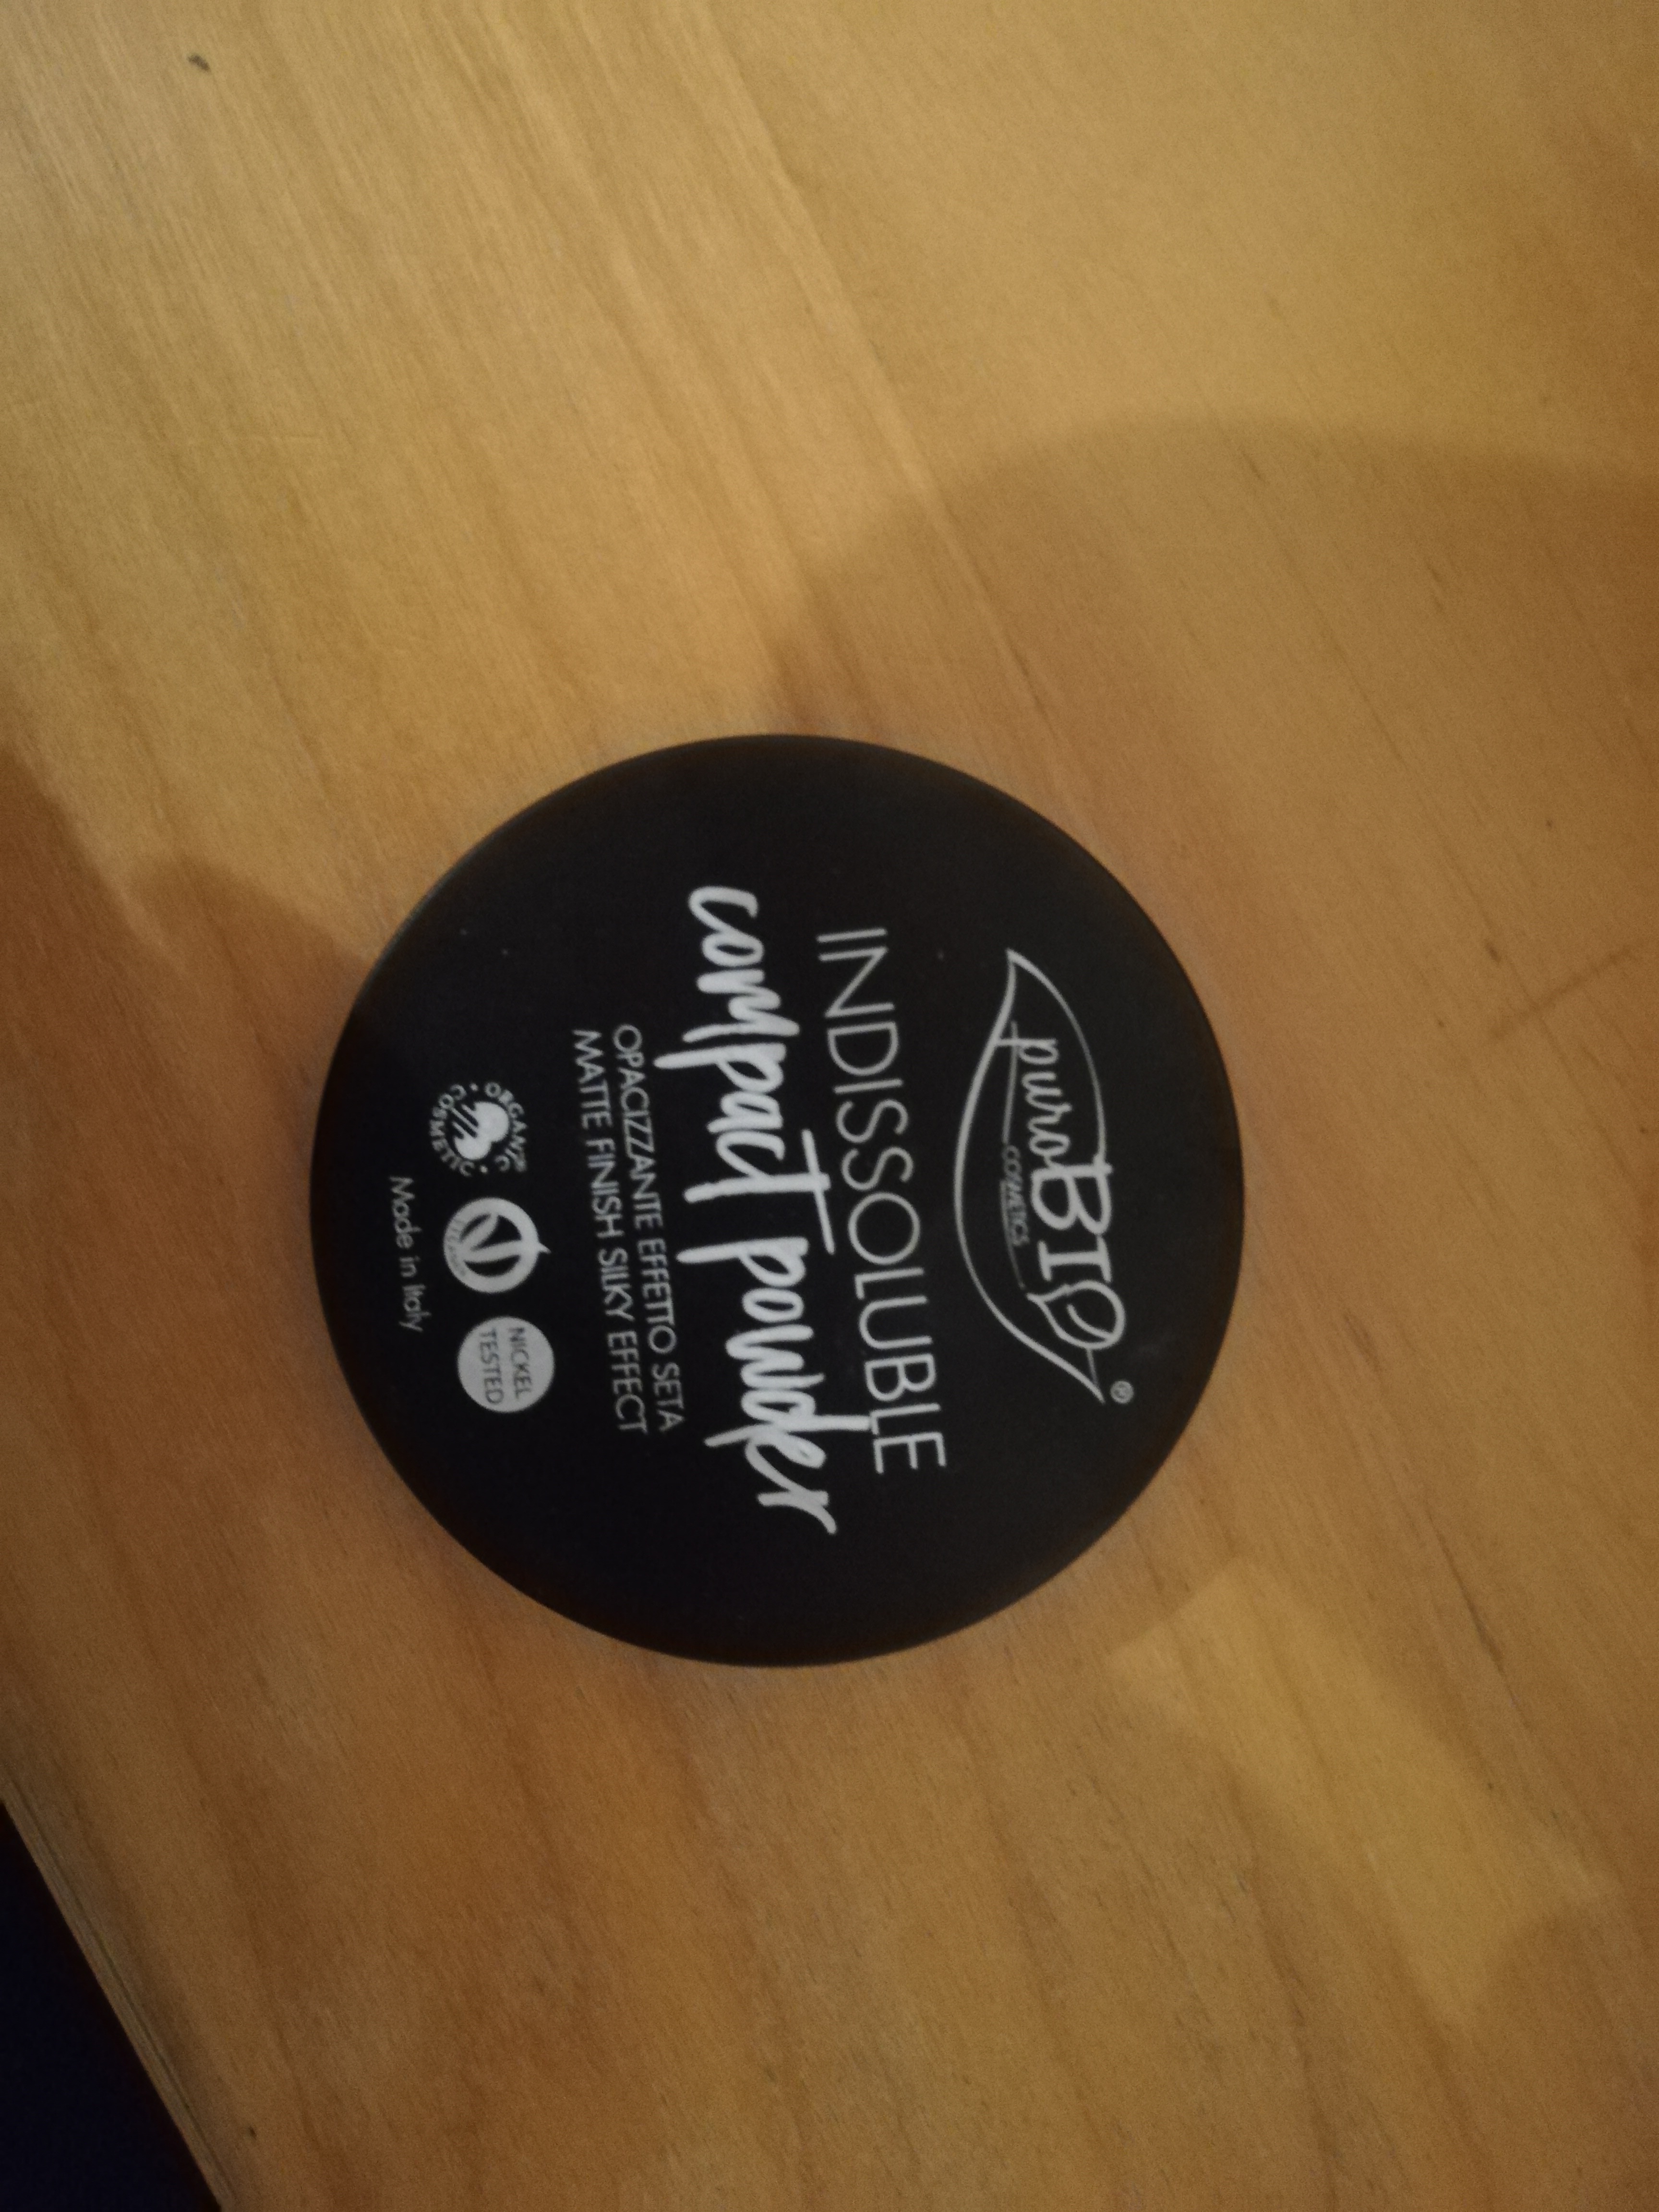 puroBIO®
COSMETICS
INDISSOLUBLE
compact powder
OPACIZZANTE EFFETTO SETA
MATTE FINISH SILKY EFFECT
ORGANIC
COSMETIC
VEGAN
NICKEL
TESTED
Made in Italy